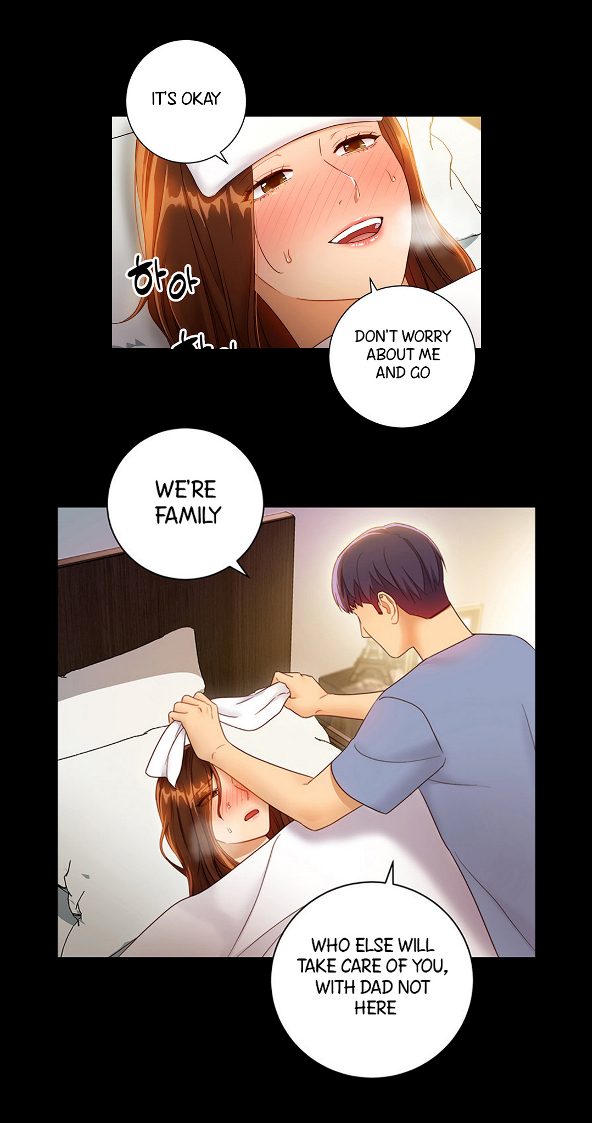 IT'S OKAY
하아
DON'T WORRY
ABOUT ME
AND GO
WE'RE
FAMILY
WHO ELSE WILL
TAKE CARE OF YOU,
WITH DAD NOT
HERE